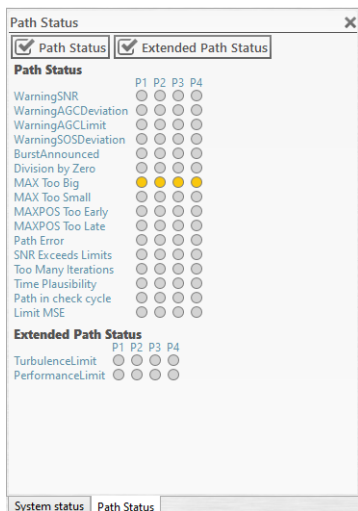 Path Status
Path Status Extended Path Status
Path Status
P1 P2 P3 P4
WarningSNR
WarningAGCDeviation
WarningAGCLimit
WarningSOSDeviation
BurstAnnounced
Division by Zero
MAX Too Big
MAX Too Small
MAXPOS Too Early
MAXPOS Too Late
Path Error
SNR Exceeds Limits
Too Many Iterations
Time Plausibility
Path in check cycle
Limit MSE
Extended Path Status
P1 P2 P3 P4
TurbulenceLimit
PerformanceLimit
System status Path Status